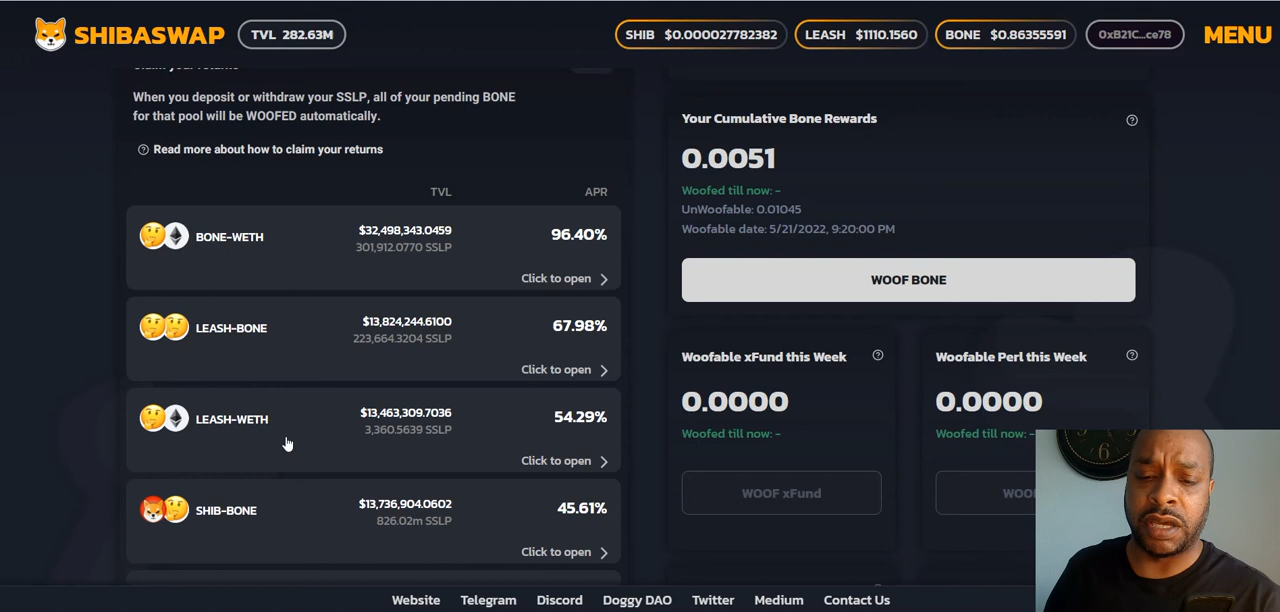 SHIBASWAP
TVL 282.63M
SHIB $0.000027782382
LEASH $1110.1560
BONE $0.86355591
0xB21C...ce78
MENU
Claim your returns
When you deposit or withdraw your SSLP, all of your pending BONE
for that pool will be WOOFED automatically.
Read more about how to claim your returns
TVL APR
BONE-WETH
$32,498,343.0459
301,912.0770 SSLP
96.40%
Click to open
LEASH-BONE
$13,824,244.6100
223,664.3204 SSLP
67.98%
Click to open
LEASH-WETH
$13,463,309.7036
3,360.5639 SSLP
54.29%
Click to open
SHIB-BONE
$13,736,904.0602
826.02m SSLP
45.61%
Click to open
Your Cumulative Bone Rewards
0.0051
Woofed till now: -
UnWoofable: 0.01045
Woofable date: 5/21/2022, 9:20:00 PM
WOOF BONE
Woofable xFund this Week
0.0000
Woofed till now: -
WOOF xFund
Woofable Perl this Week
0.0000
Woofed till now: -
6
Website Telegram Discord Doggy DAO Twitter Medium Contact Us